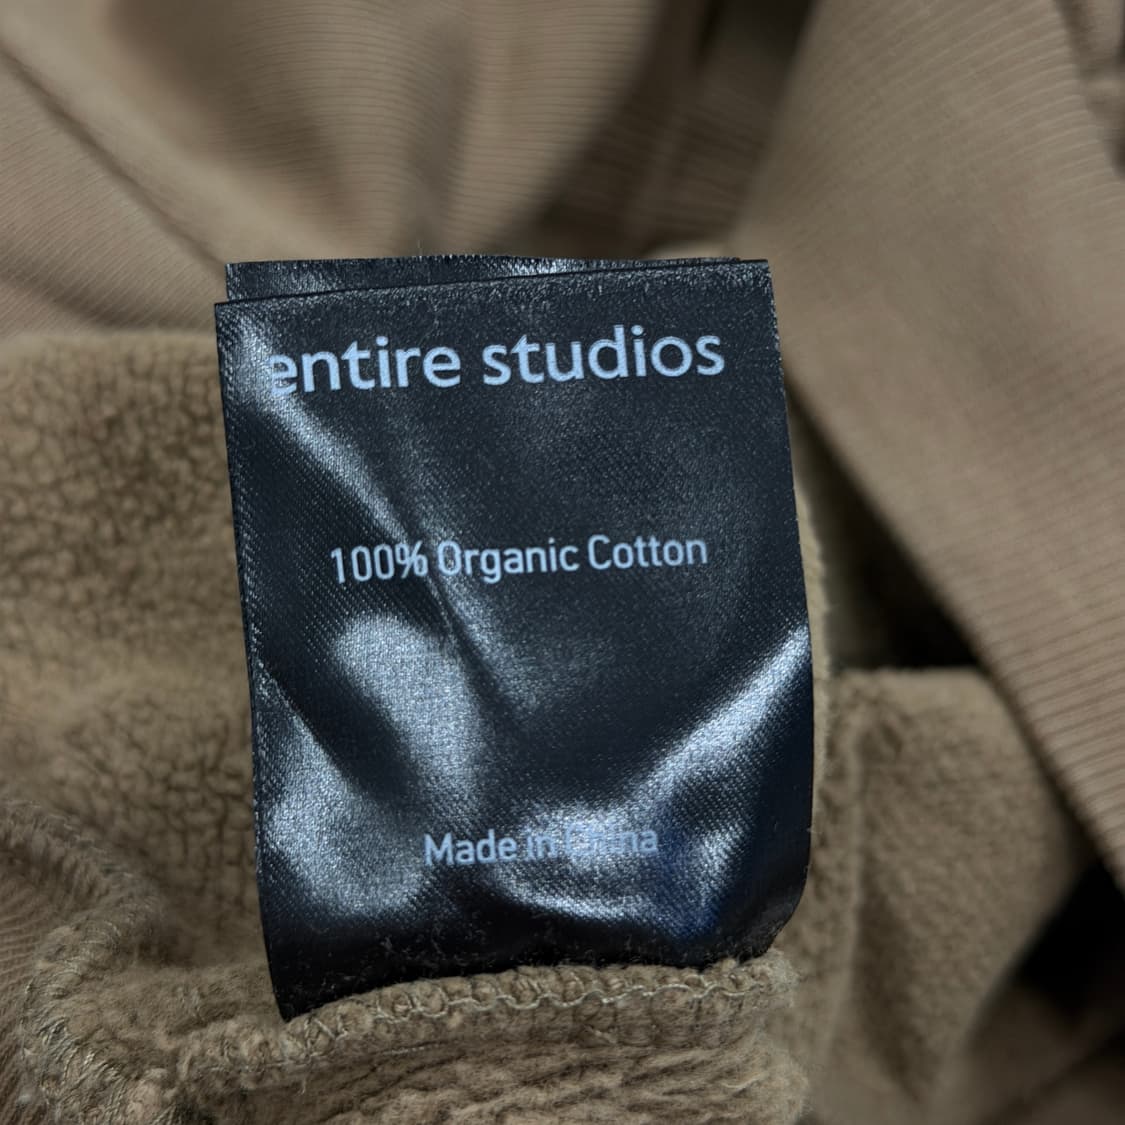 entire studios
100% Organic Cotton
Made in China